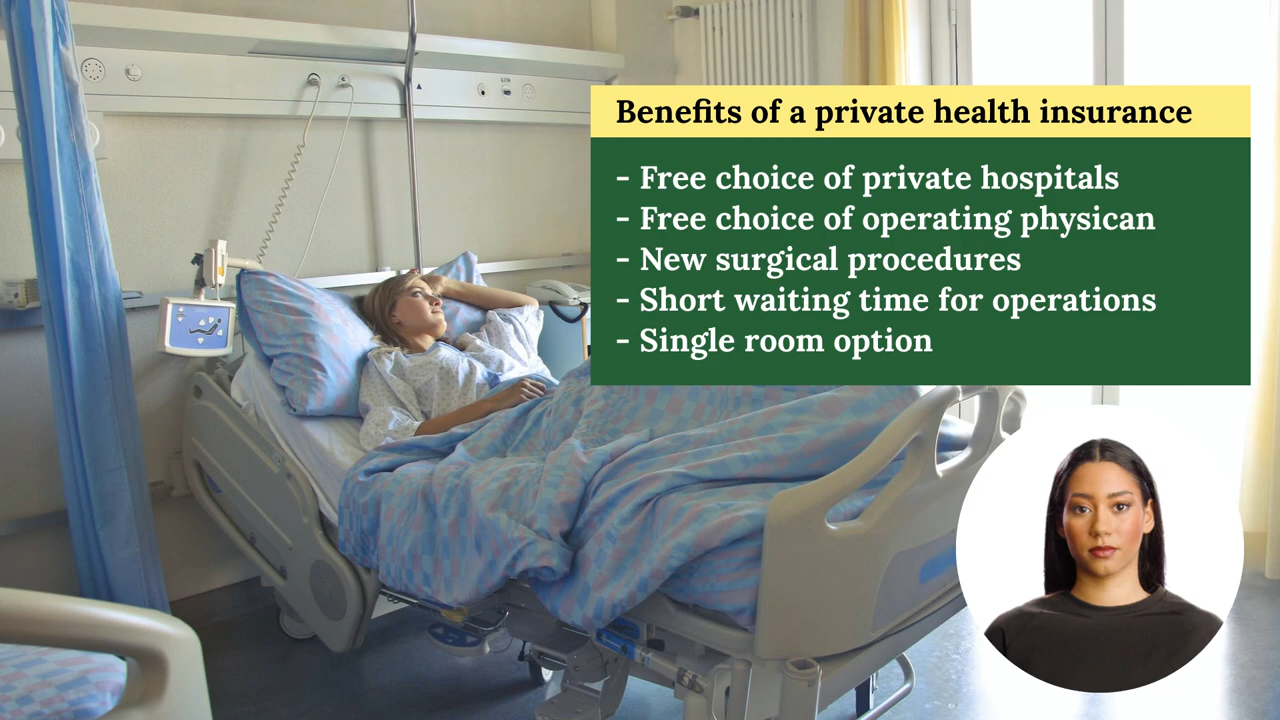 Benefits of a private health insurance
- Free choice of private hospitals
- Free choice of operating physican
- New surgical procedures
- Short waiting time for operations
- Single room option